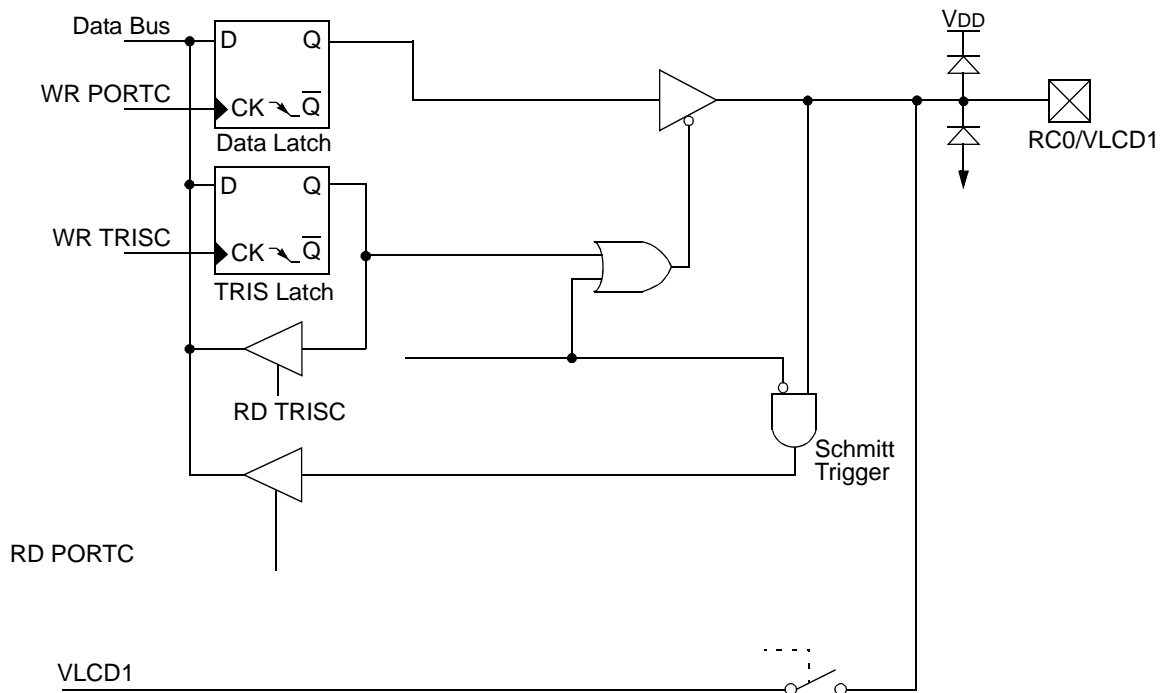 Data Bus
D Q
VDD
WR PORTC
CK Q̅
RC0/VLCD1
Data Latch
D Q
WR TRISC
CK Q̅
TRIS Latch
RD TRISC
Schmitt
Trigger
RD PORTC
VLCD1